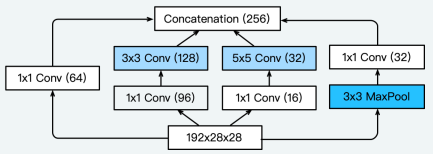 Concatenation (256)
3x3 Conv (128)
5x5 Conv (32)
1x1 Conv (32)
1x1 Conv (64)
1x1 Conv (96)
1x1 Conv (16)
3x3 MaxPool
192x28x28